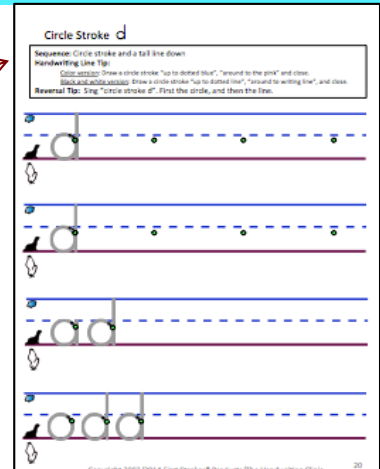 Circle Stroke d
Sequence: Circle stroke and a tall line down
Handwriting Line Tip:
Color version: Draw a circle stroke "up to dotted blue", "around to the pink" and close.
Black and white version: Draw a circle stroke "up to dotted line", "around to writing line", and close.
Reversal Tip: Sing "circle stroke d". First the circle, and then the line.
d
d
a d
c d d
20